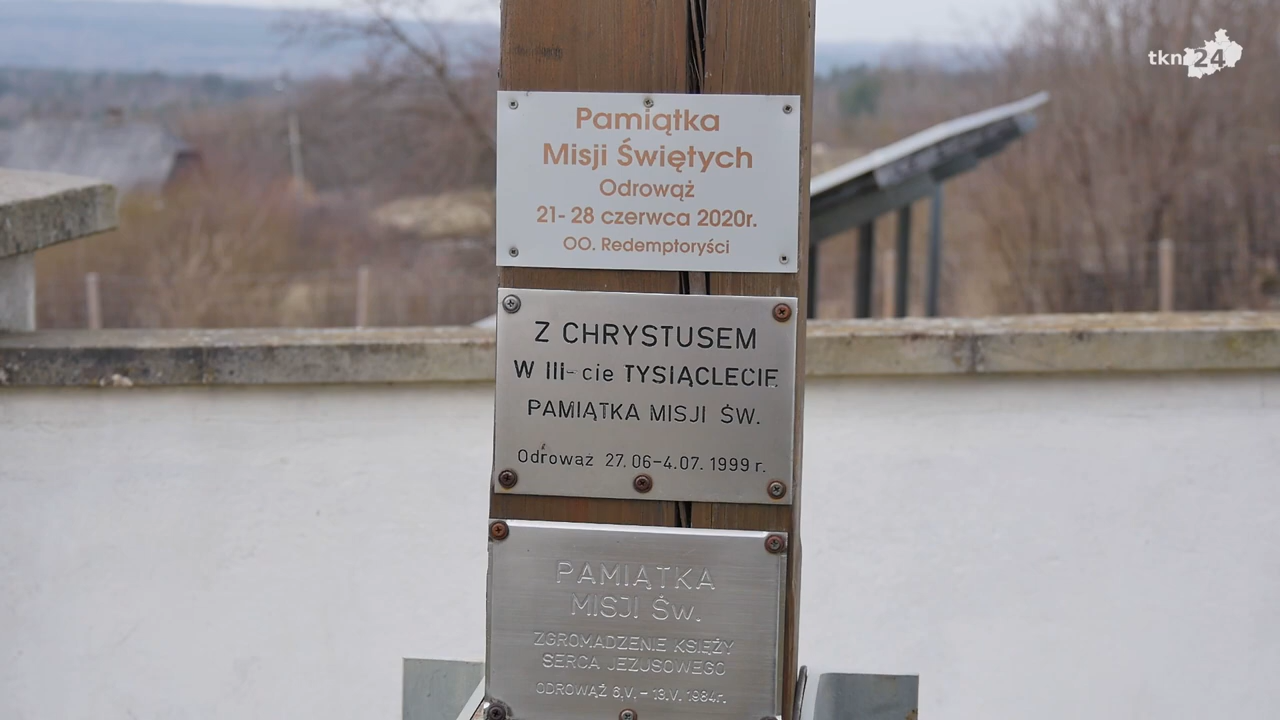 tkn24
Pamiątka
Misji Świętych
Odrowąż
21- 28 czerwca 2020r.
OO. Redemptoryści
Z CHRYSTUSEM
W III- cie TYSIĄCLECIE
PAMIĄTKA MISJI ŚW.
Odrowąż 27.06-4.07. 1999 r.
PAMIĄTKA
MISJI ŚW.
ZGROMADZENIE KSIĘŻY
SERCA JEZUSOWEGO
ODROWĄŻ 6.V. - 13.V. 1984r.